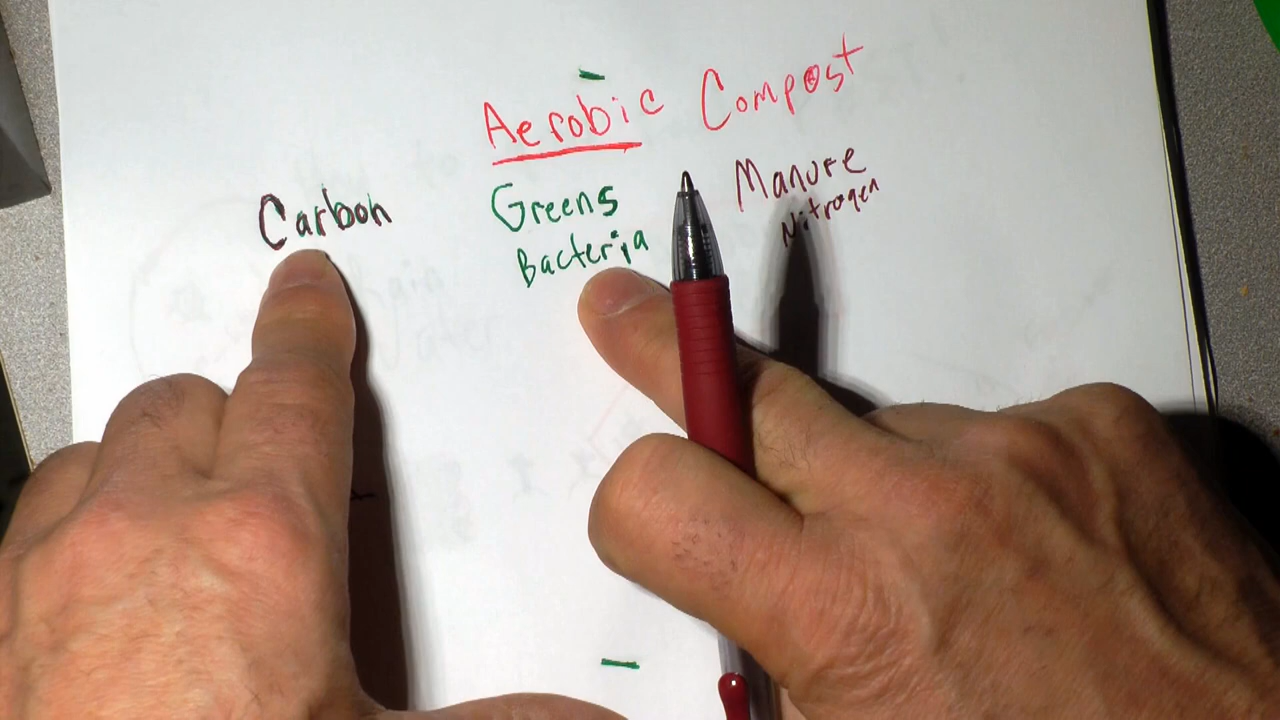 Aerobic Compost
Carbon
Greens
Bacteria
Manure
Nitrogen